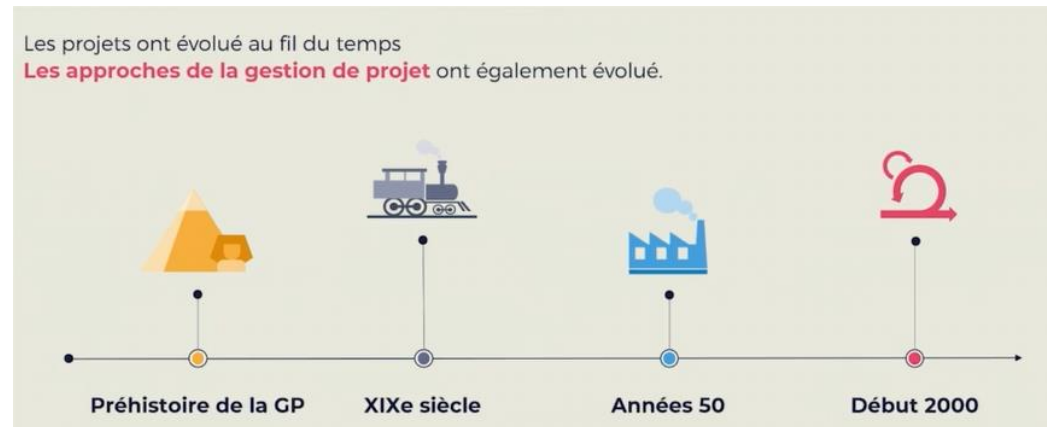 Les projets ont évolué au fil du temps
Les approches de la gestion de projet ont également évolué.
Préhistoire de la GP
XIXe siècle
Années 50
Début 2000